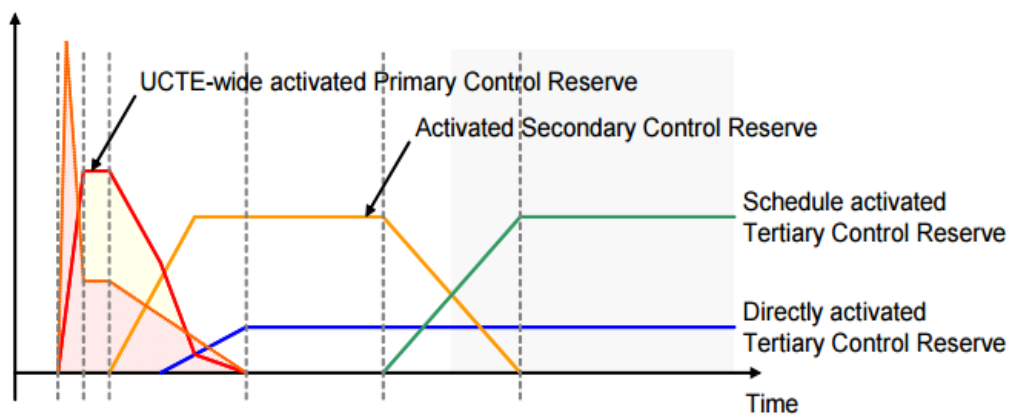 UCTE-wide activated Primary Control Reserve
Activated Secondary Control Reserve
Schedule activated
Tertiary Control Reserve
Directly activated
Tertiary Control Reserve
Time